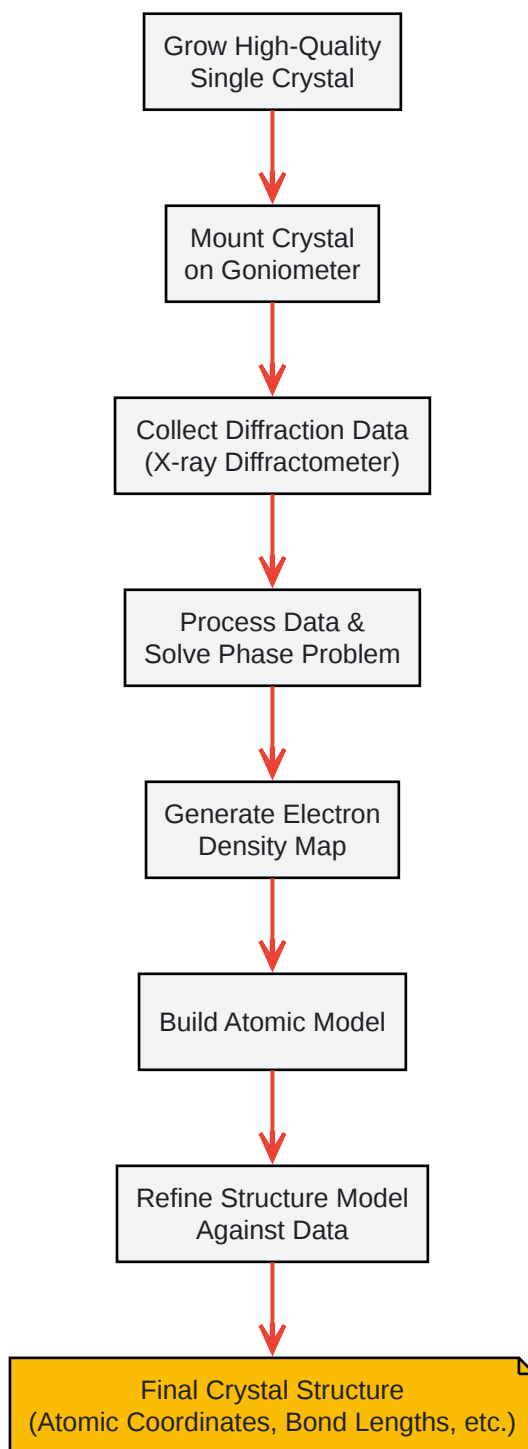 Grow High-Quality
Single Crystal
Mount Crystal
on Goniometer
Collect Diffraction Data
(X-ray Diffractometer)
Process Data &
Solve Phase Problem
Generate Electron
Density Map
Build Atomic Model
Refine Structure Model
Against Data
Final Crystal Structure
(Atomic Coordinates, Bond Lengths, etc.)